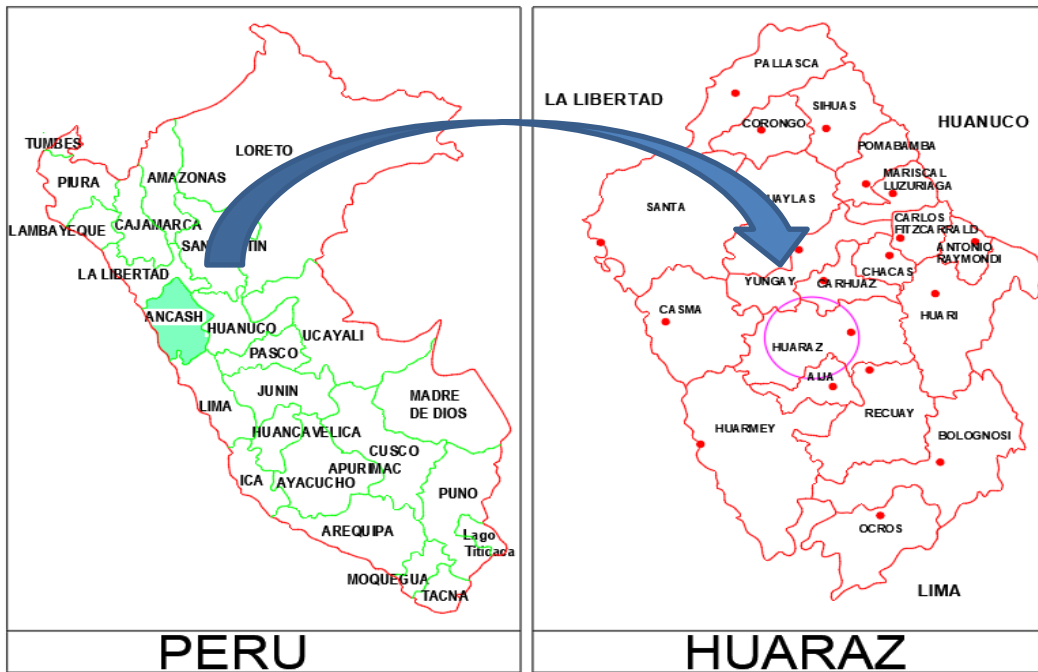 TUMBES
PIURA
LAMBAYEQUE
CAJAMARCA
AMAZONAS
LORETO
LA LIBERTAD
ANCASH
HUANUCO
UCAYALI
PASCO
JUNIN
LIMA
MADRE
DE DIOS
HUANCAVELICA
CUSCO
APURIMAC
ICA
AYACUCHO
PUNO
AREQUIPA
Lago
Titicaca
MOQUEGUA
TACNA
PERU
PALLASCA
LA LIBERTAD
SIHUAS
CORONGO
HUANUCO
POMABAMBA
MARISCAL
LUZURIAGA
SANTA
CARLOS
FITZCARRALD
ANTONIO
RAYMONDI
CHACAS
YUNGAY
CARHUAZ
CASMA
HUARI
HUARAZ
AIJA
RECUAY
HUARMEY
BOLOGNOSI
OCROS
LIMA
HUARAZ